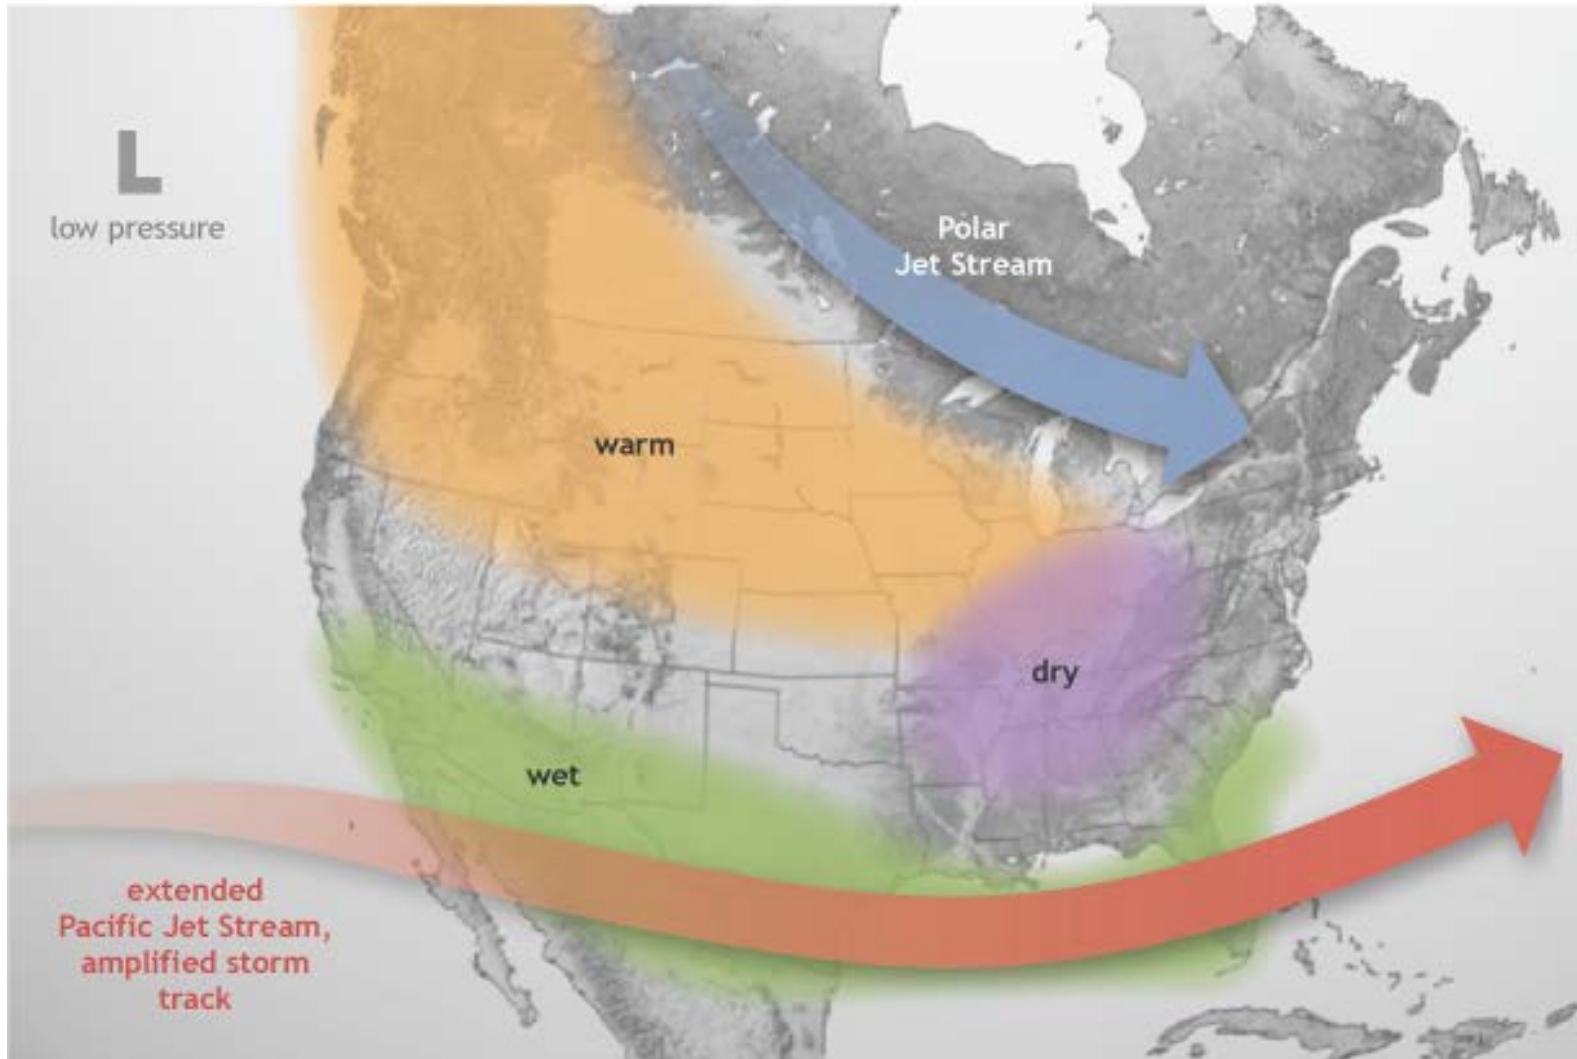 L
low pressure
Polar
Jet Stream
warm
dry
wet
extended
Pacific Jet Stream,
amplified storm
track